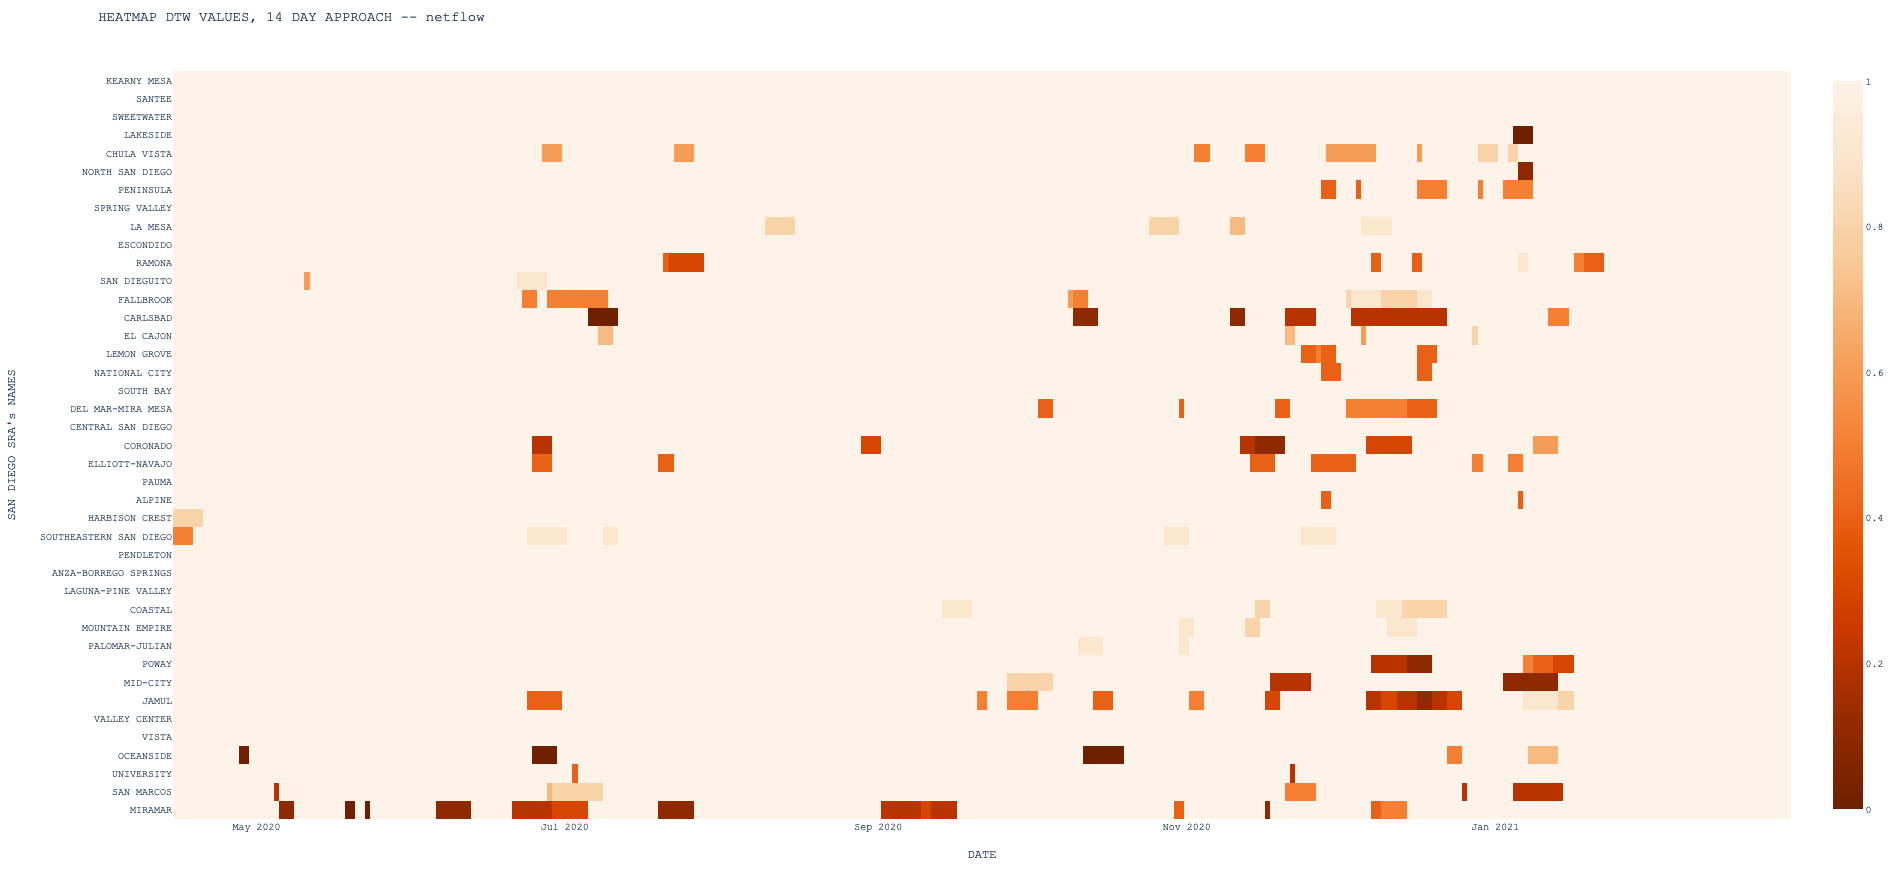 HEATMAP DTW VALUES, 14 DAY APPROACH -- netflow
KEARNY MESA
SANTEE
SWEETWATER
LAKESIDE
CHULA VISTA
NORTH SAN DIEGO
PENINSULA
SPRING VALLEY
LA MESA
ESCONDIDO
RAMONA
SAN DIEGUITO
FALLBROOK
CARLSBAD
EL CAJON
LEMON GROVE
NATIONAL CITY
SOUTH BAY
DEL MAR-MIRA MESA
CENTRAL SAN DIEGO
CORONADO
ELLIOTT-NAVAJO
PAUMA
ALPINE
HARBISON CREST
SOUTHEASTERN SAN DIEGO
PENDLETON
ANZA-BORREGO SPRINGS
LAGUNA-PINE VALLEY
COASTAL
MOUNTAIN EMPIRE
PALOMAR-JULIAN
POWAY
MID-CITY
JAMUL
VALLEY CENTER
VISTA
OCEANSIDE
UNIVERSITY
SAN MARCOS
MIRAMAR
SAN DIEGO SRA's NAMES
May 2020
Jul 2020
Sep 2020
Nov 2020
Jan 2021
DATE
1
0.8
0.6
0.4
0.2
0